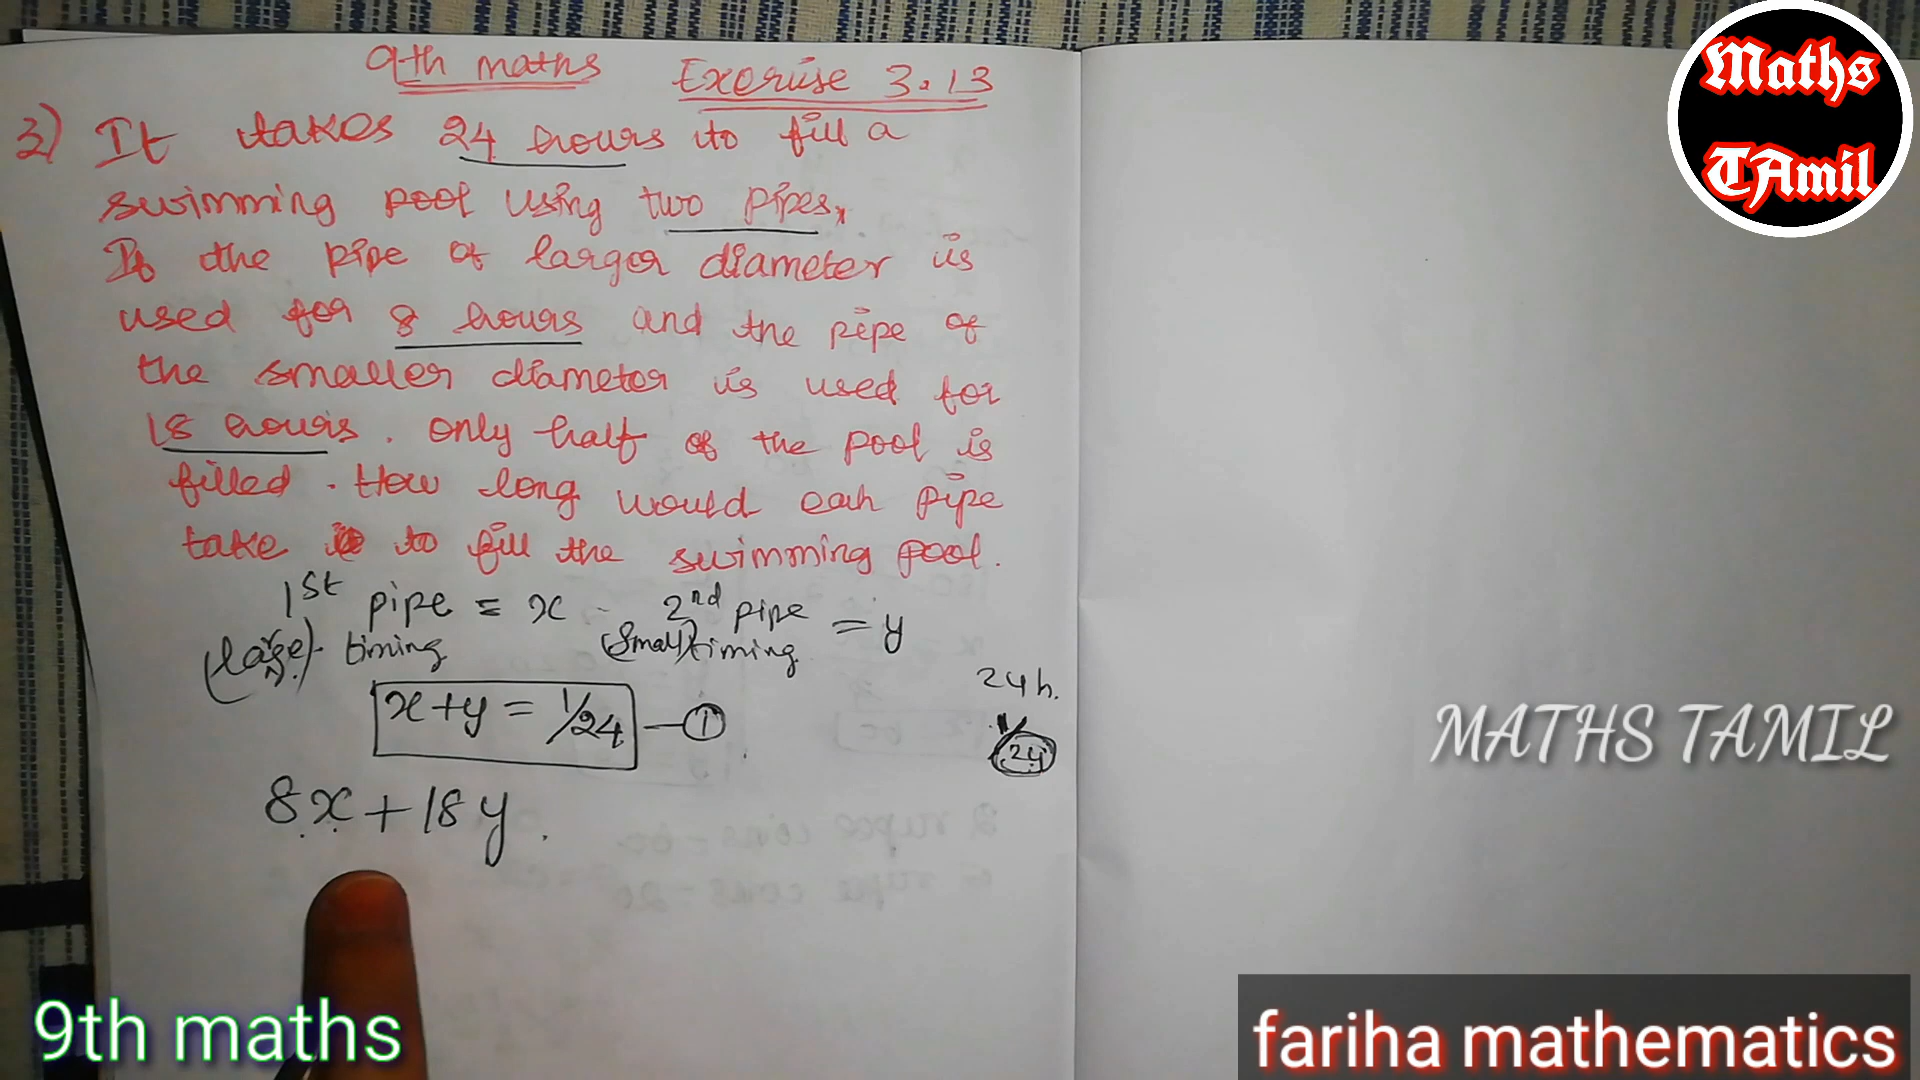 9th maths Exercise 3.13
3) It takes 24 hours to fill a
swimming pool using two pipes,
If the pipe of larger diameter is
used for 8 hours and the pipe of
the smaller diameter is used for
18 hours. Only half of the pool is
filled. How long would each pipe
take to fill the swimming pool.
1st pipe = x 2nd pipe = y
(large) timing (small) timing
24h.
x+y = 1/24 — ①
1/24
8x + 18y
Maths
TAmil
MATHS TAMIL
9th maths
fariha mathematics